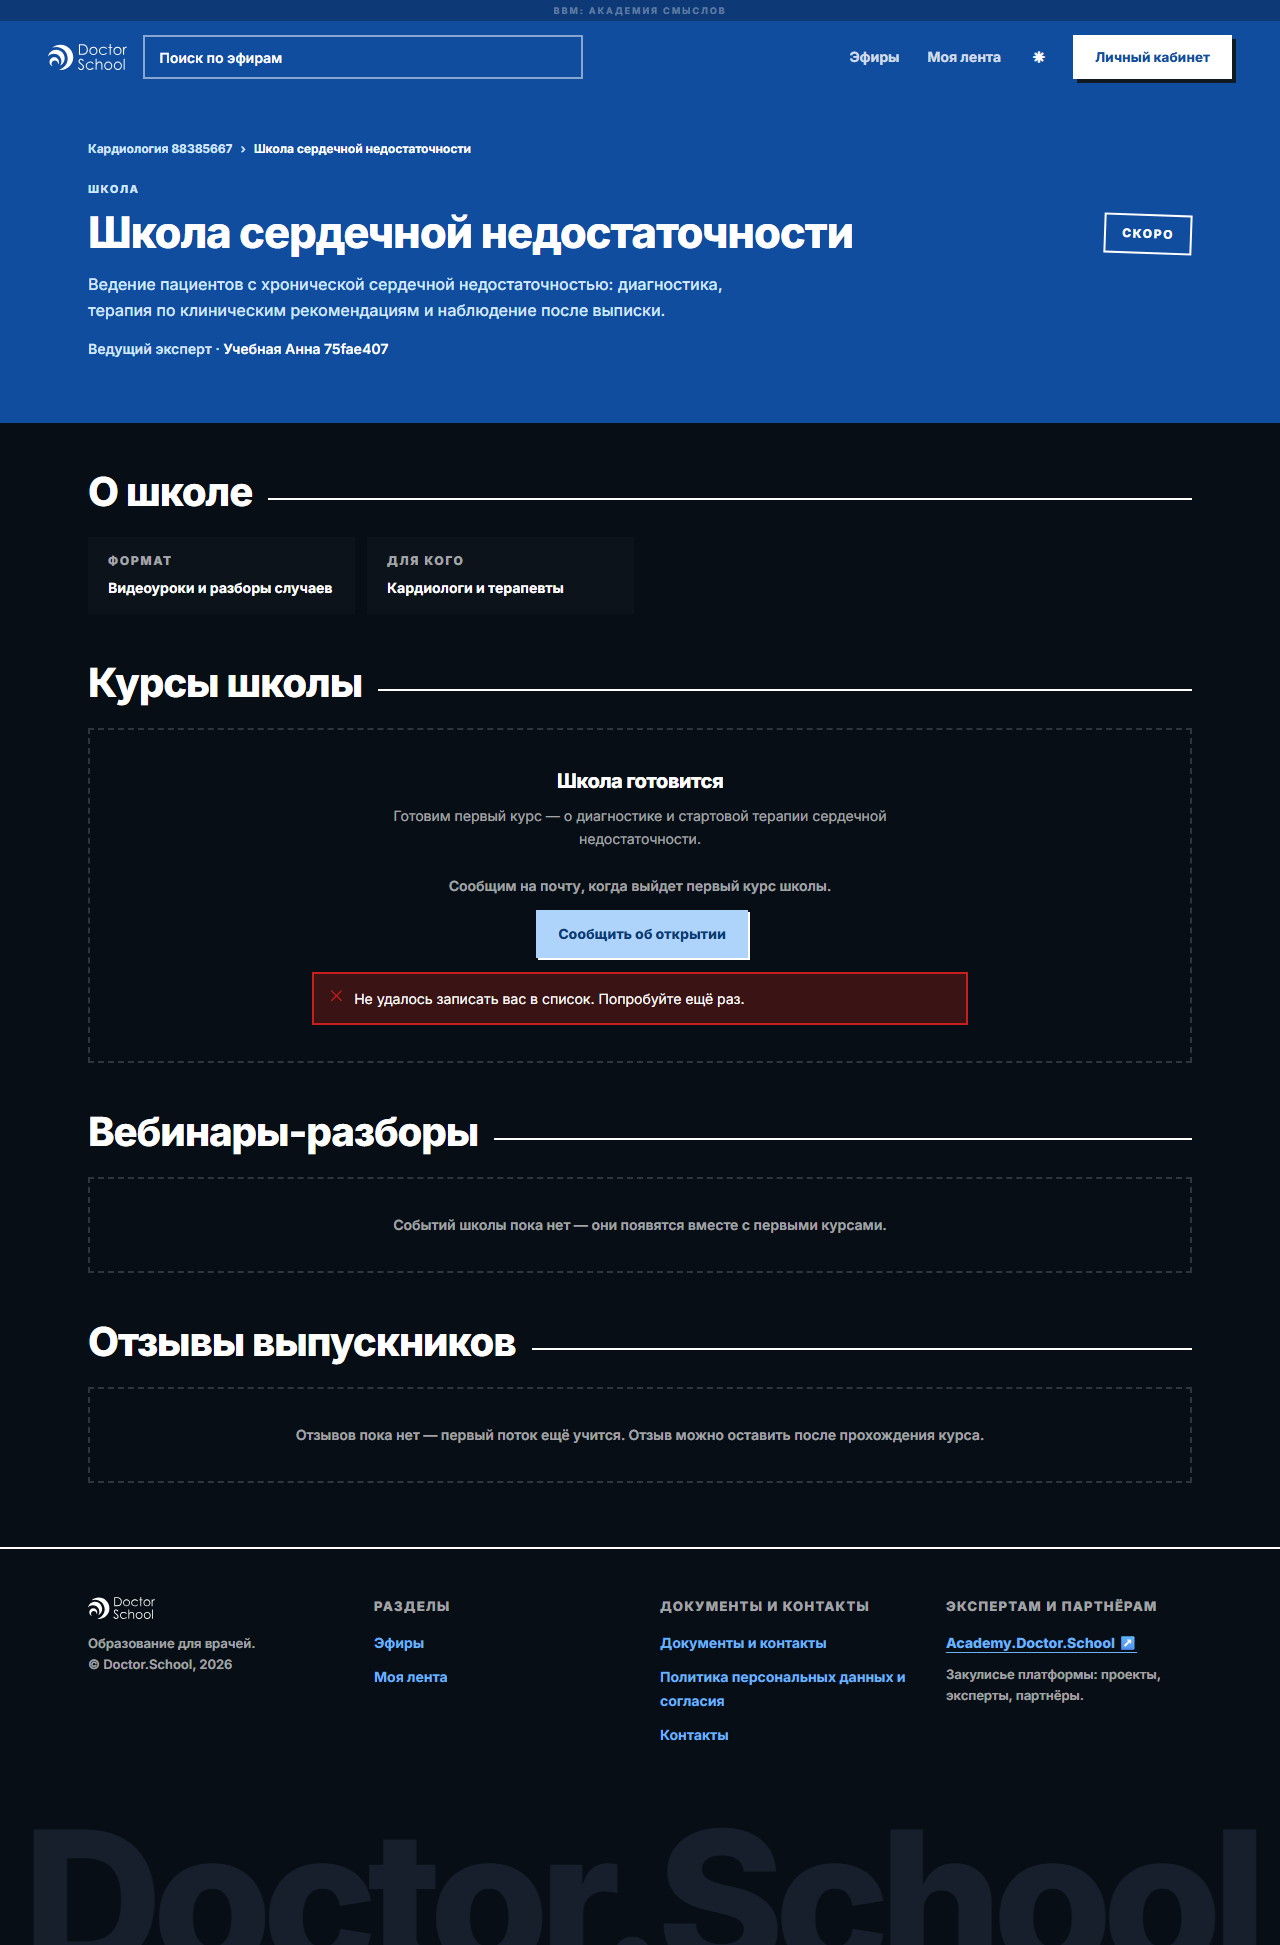 ВВМ: АКАДЕМИЯ СМЫСЛОВ
Doctor
School
Поиск по эфирам
Эфиры
Моя лента
Личный кабинет
Кардиология 88385667 › Школа сердечной недостаточности
ШКОЛА
Школа сердечной недостаточности
СКОРО
Ведение пациентов с хронической сердечной недостаточностью: диагностика,
терапия по клиническим рекомендациям и наблюдение после выписки.
Ведущий эксперт · Учебная Анна 75fae407
О школе
ФОРМАТ
Видеоуроки и разборы случаев
ДЛЯ КОГО
Кардиологи и терапевты
Курсы школы
Школа готовится
Готовим первый курс — о диагностике и стартовой терапии сердечной
недостаточности.
Сообщим на почту, когда выйдет первый курс школы.
Сообщить об открытии
Не удалось записать вас в список. Попробуйте ещё раз.
Вебинары-разборы
Событий школы пока нет — они появятся вместе с первыми курсами.
Отзывы выпускников
Отзывов пока нет — первый поток ещё учится. Отзыв можно оставить после прохождения курса.
Doctor
School
Образование для врачей.
© Doctor.School, 2026
РАЗДЕЛЫ
Эфиры
Моя лента
ДОКУМЕНТЫ И КОНТАКТЫ
Документы и контакты
Политика персональных данных и
согласия
Контакты
ЭКСПЕРТАМ И ПАРТНЁРАМ
Academy.Doctor.School ↗
Закулисье платформы: проекты,
эксперты, партнёры.
Doctor.School